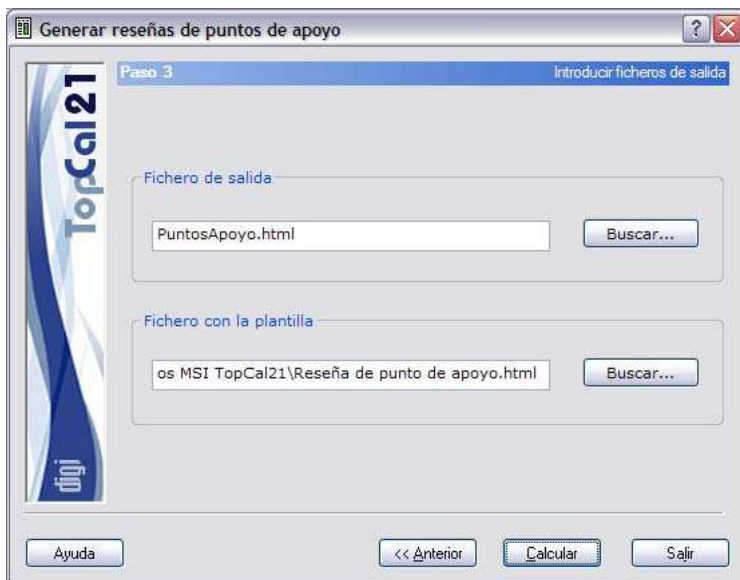 Generar reseñas de puntos de apoyo
Paso 3
Introducir ficheros de salida
TopCal21
Fichero de salida
PuntosApoyo.html
Buscar...
Fichero con la plantilla
os MSI TopCal21\Reseña de punto de apoyo.html
Buscar...
digi
Ayuda
<< Anterior
Calcular
Salir